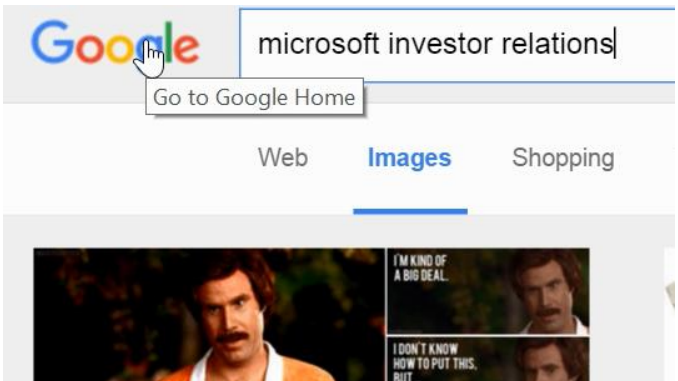 Google
microsoft investor relations
Go to Google Home
Web Images Shopping
I'M KIND OF
A BIG DEAL.
I DON'T KNOW
HOW TO PUT THIS,
BUT